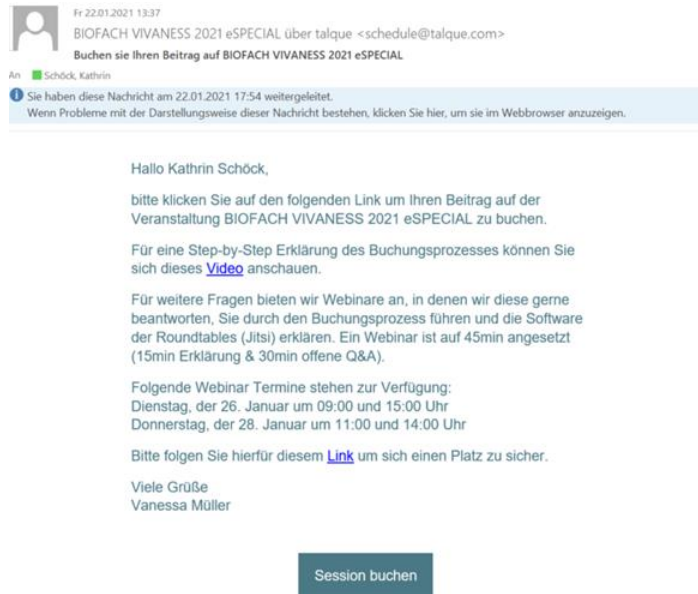 Fr 22.01.2021 13:37
BIOFACH VIVANESS 2021 eSPECIAL über talque <schedule@talque.com>
Buchen sie Ihren Beitrag auf BIOFACH VIVANESS 2021 eSPECIAL
An Schöck, Kathrin
Sie haben diese Nachricht am 22.01.2021 17:54 weitergeleitet.
Wenn Probleme mit der Darstellungsweise dieser Nachricht bestehen, klicken Sie hier, um sie im Webbrowser anzuzeigen.
Hallo Kathrin Schöck,
bitte klicken Sie auf den folgenden Link um Ihren Beitrag auf der
Veranstaltung BIOFACH VIVANESS 2021 eSPECIAL zu buchen.
Für eine Step-by-Step Erklärung des Buchungsprozesses können Sie
sich dieses Video anschauen.
Für weitere Fragen bieten wir Webinare an, in denen wir diese gerne
beantworten, Sie durch den Buchungsprozess führen und die Software
der Roundtables (Jitsi) erklären. Ein Webinar ist auf 45min angesetzt
(15min Erklärung & 30min offene Q&A).
Folgende Webinar Termine stehen zur Verfügung:
Dienstag, der 26. Januar um 09:00 und 15:00 Uhr
Donnerstag, der 28. Januar um 11:00 und 14:00 Uhr
Bitte folgen Sie hierfür diesem Link um sich einen Platz zu sicher.
Viele Grüße
Vanessa Müller
Session buchen